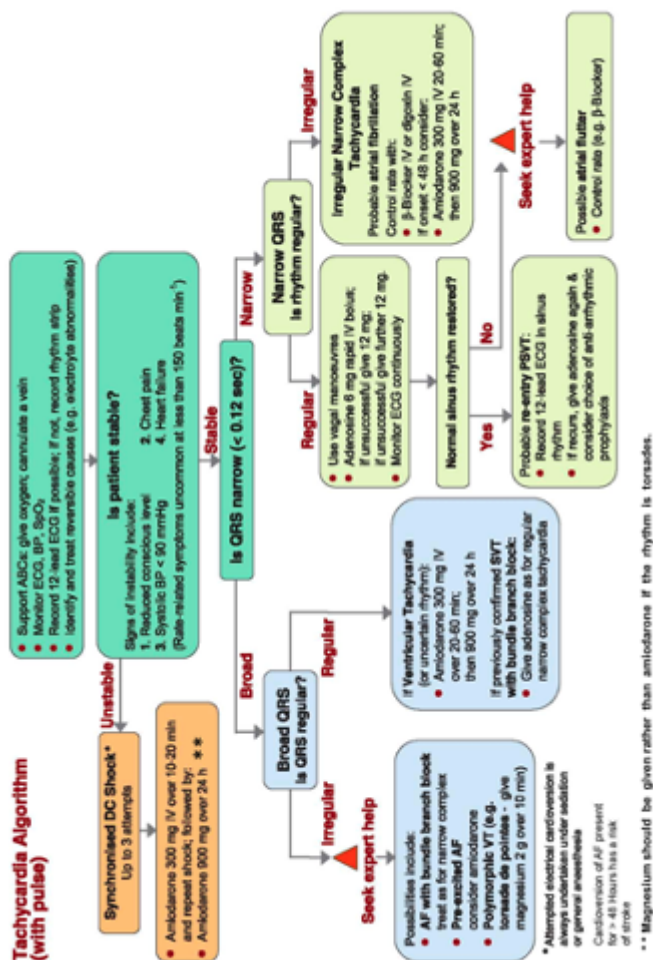 Tachycardia Algorithm
(with pulse)
• Support ABCs: give oxygen; cannulate a vein
• Monitor ECG, BP, SpO2
• Record 12-lead ECG if possible; if not, record rhythm strip
• Identify and treat reversible causes (e.g. electrolyte abnormalities)
Is patient stable?
Signs of instability include:
1. Reduced conscious level 2. Chest pain
3. Systolic BP < 90 mmHg 4. Heart failure
(Rate-related symptoms uncommon at less than 150 beats min-1)
Unstable
Synchronised DC Shock*
Up to 3 attempts
• Amiodarone 300 mg IV over 10-20 min
and repeat shock; followed by:
• Amiodarone 900 mg over 24 h **
Stable
Is QRS narrow (< 0.12 sec)?
Broad
Narrow
Broad QRS
Is QRS regular?
Irregular
Regular
Seek expert help
Possibilities include:
• AF with bundle branch block
treat as for narrow complex
• Pre-excited AF
consider amiodarone
• Polymorphic VT (e.g.
torsade de pointes - give
magnesium 2 g over 10 min)
If Ventricular Tachycardia
(or uncertain rhythm):
• Amiodarone 300 mg IV
over 20-60 min;
then 900 mg over 24 h
If previously confirmed SVT
with bundle branch block:
• Give adenosine as for regular
narrow complex tachycardia
Narrow QRS
Is rhythm regular?
Regular
Irregular
• Use vagal manoeuvres
• Adenosine 6 mg rapid IV bolus;
if unsuccessful give 12 mg;
if unsuccessful give further 12 mg.
• Monitor ECG continuously
Irregular Narrow Complex
Tachycardia
Probable atrial fibrillation
Control rate with:
• β-Blocker IV or digoxin IV
If onset < 48 h consider:
• Amiodarone 300 mg IV 20-60 min;
then 900 mg over 24 h
Normal sinus rhythm restored?
Yes
No
Seek expert help
Probable re-entry PSVT:
• Record 12-lead ECG in sinus
rhythm
• If recurs, give adenosine again &
consider choice of anti-arrhythmic
prophylaxis
Possible atrial flutter
• Control rate (e.g. β-Blocker)
*Attempted electrical cardioversion is
always undertaken under sedation
or general anaesthesia
Cardioversion of AF present
for > 48 Hours has a risk
of stroke
** Magnesium should be given rather than amiodarone if the rhythm is torsades.